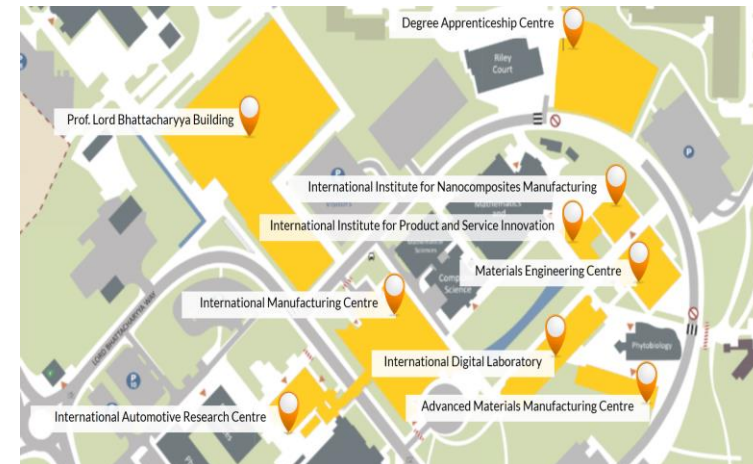 Degree Apprenticeship Centre
Riley
Court
Prof. Lord Bhattacharyya Building
P
International Institute for Nanocomposites Manufacturing
Mathematics
International Institute for Product and Service Innovation
Sciences
Materials Engineering Centre
Science
International Manufacturing Centre
LORD BHATTACHARYYA WAY
International Digital Laboratory
Phytobiology
Advanced Materials Manufacturing Centre
International Automotive Research Centre